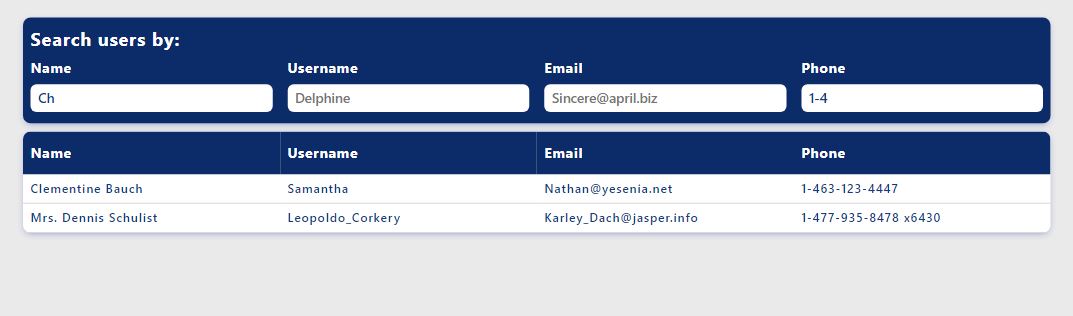 Search users by:
Name Username Email Phone
Ch Delphine Sincere@april.biz 1-4
Name Username Email Phone
Clementine Bauch Samantha Nathan@yesenia.net 1-463-123-4447
Mrs. Dennis Schulist Leopoldo_Corkery Karley_Dach@jasper.info 1-477-935-8478 x6430